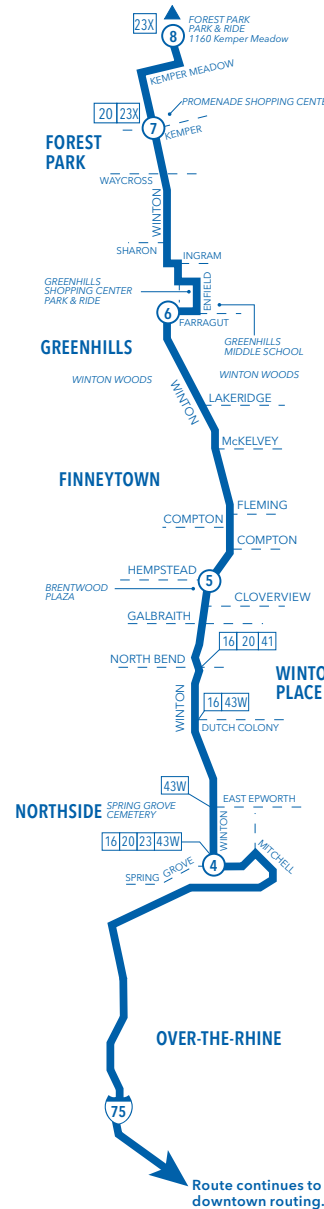 23X
FOREST PARK
PARK & RIDE
1160 Kemper Meadow
8
KEMPER MEADOW
PROMENADE SHOPPING CENTE
20 23X
7
KEMPER
FOREST
PARK
WAYCROSS
WINTON
SHARON
INGRAM
GREENHILLS
SHOPPING CENTER
PARK & RIDE
ENFIELD
6
FARRAGUT
GREENHILLS
GREENHILLS
MIDDLE SCHOOL
WINTON WOODS
WINTON WOODS
WINTON
LAKERIDGE
McKELVEY
FINNEYTOWN
FLEMING
COMPTON
COMPTON
HEMPSTEAD
5
BRENTWOOD
PLAZA
CLOVERVIEW
GALBRAITH
16 20 41
NORTH BEND
WINTO
PLACE
WINTON
16 43W
DUTCH COLONY
43W
EAST EPWORTH
NORTHSIDE
SPRING GROVE
CEMETERY
WINTON
16 20 23 43W
MITCHELL
4
SPRING GROVE
OVER-THE-RHINE
75
Route continues to
downtown routing.